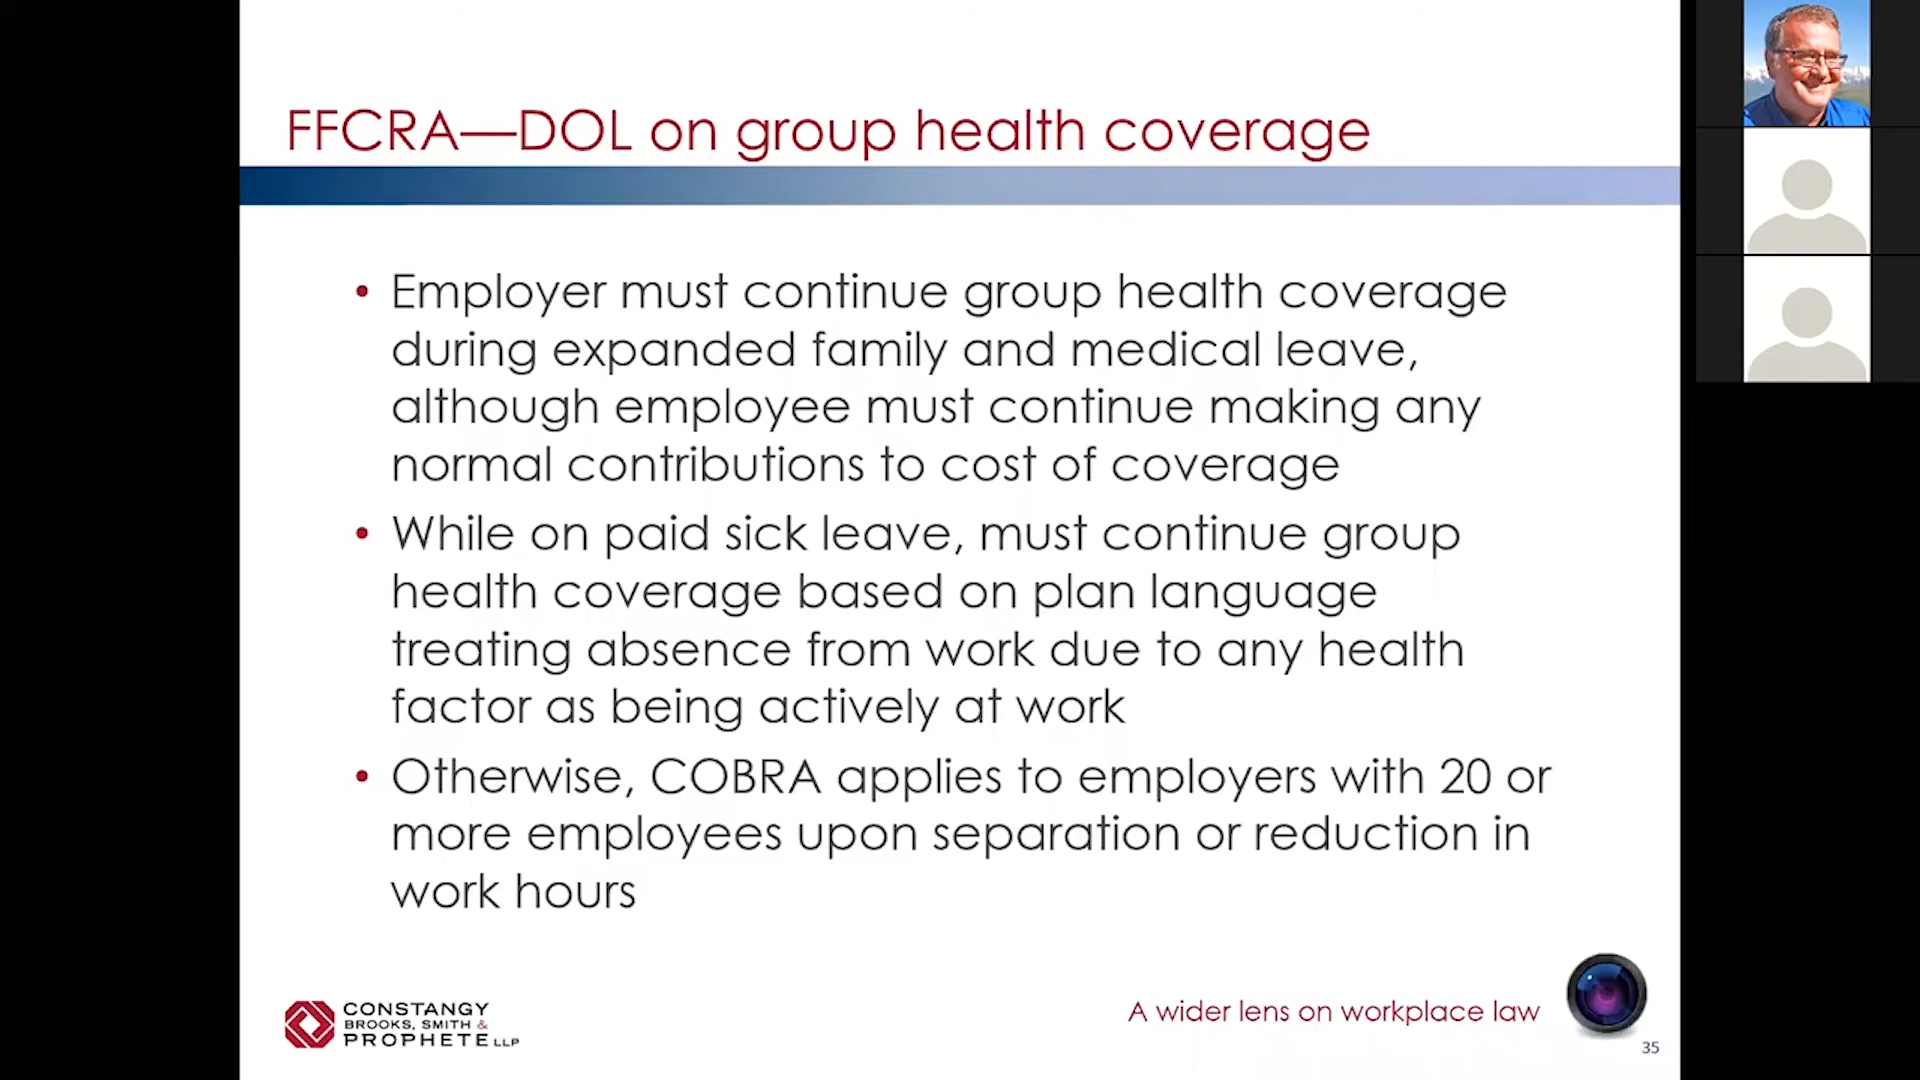 FFCRA—DOL on group health coverage
• Employer must continue group health coverage
during expanded family and medical leave,
although employee must continue making any
normal contributions to cost of coverage
• While on paid sick leave, must continue group
health coverage based on plan language
treating absence from work due to any health
factor as being actively at work
• Otherwise, COBRA applies to employers with 20 or
more employees upon separation or reduction in
work hours
CONSTANGY
BROOKS, SMITH &
PROPHETE LLP
A wider lens on workplace law
35